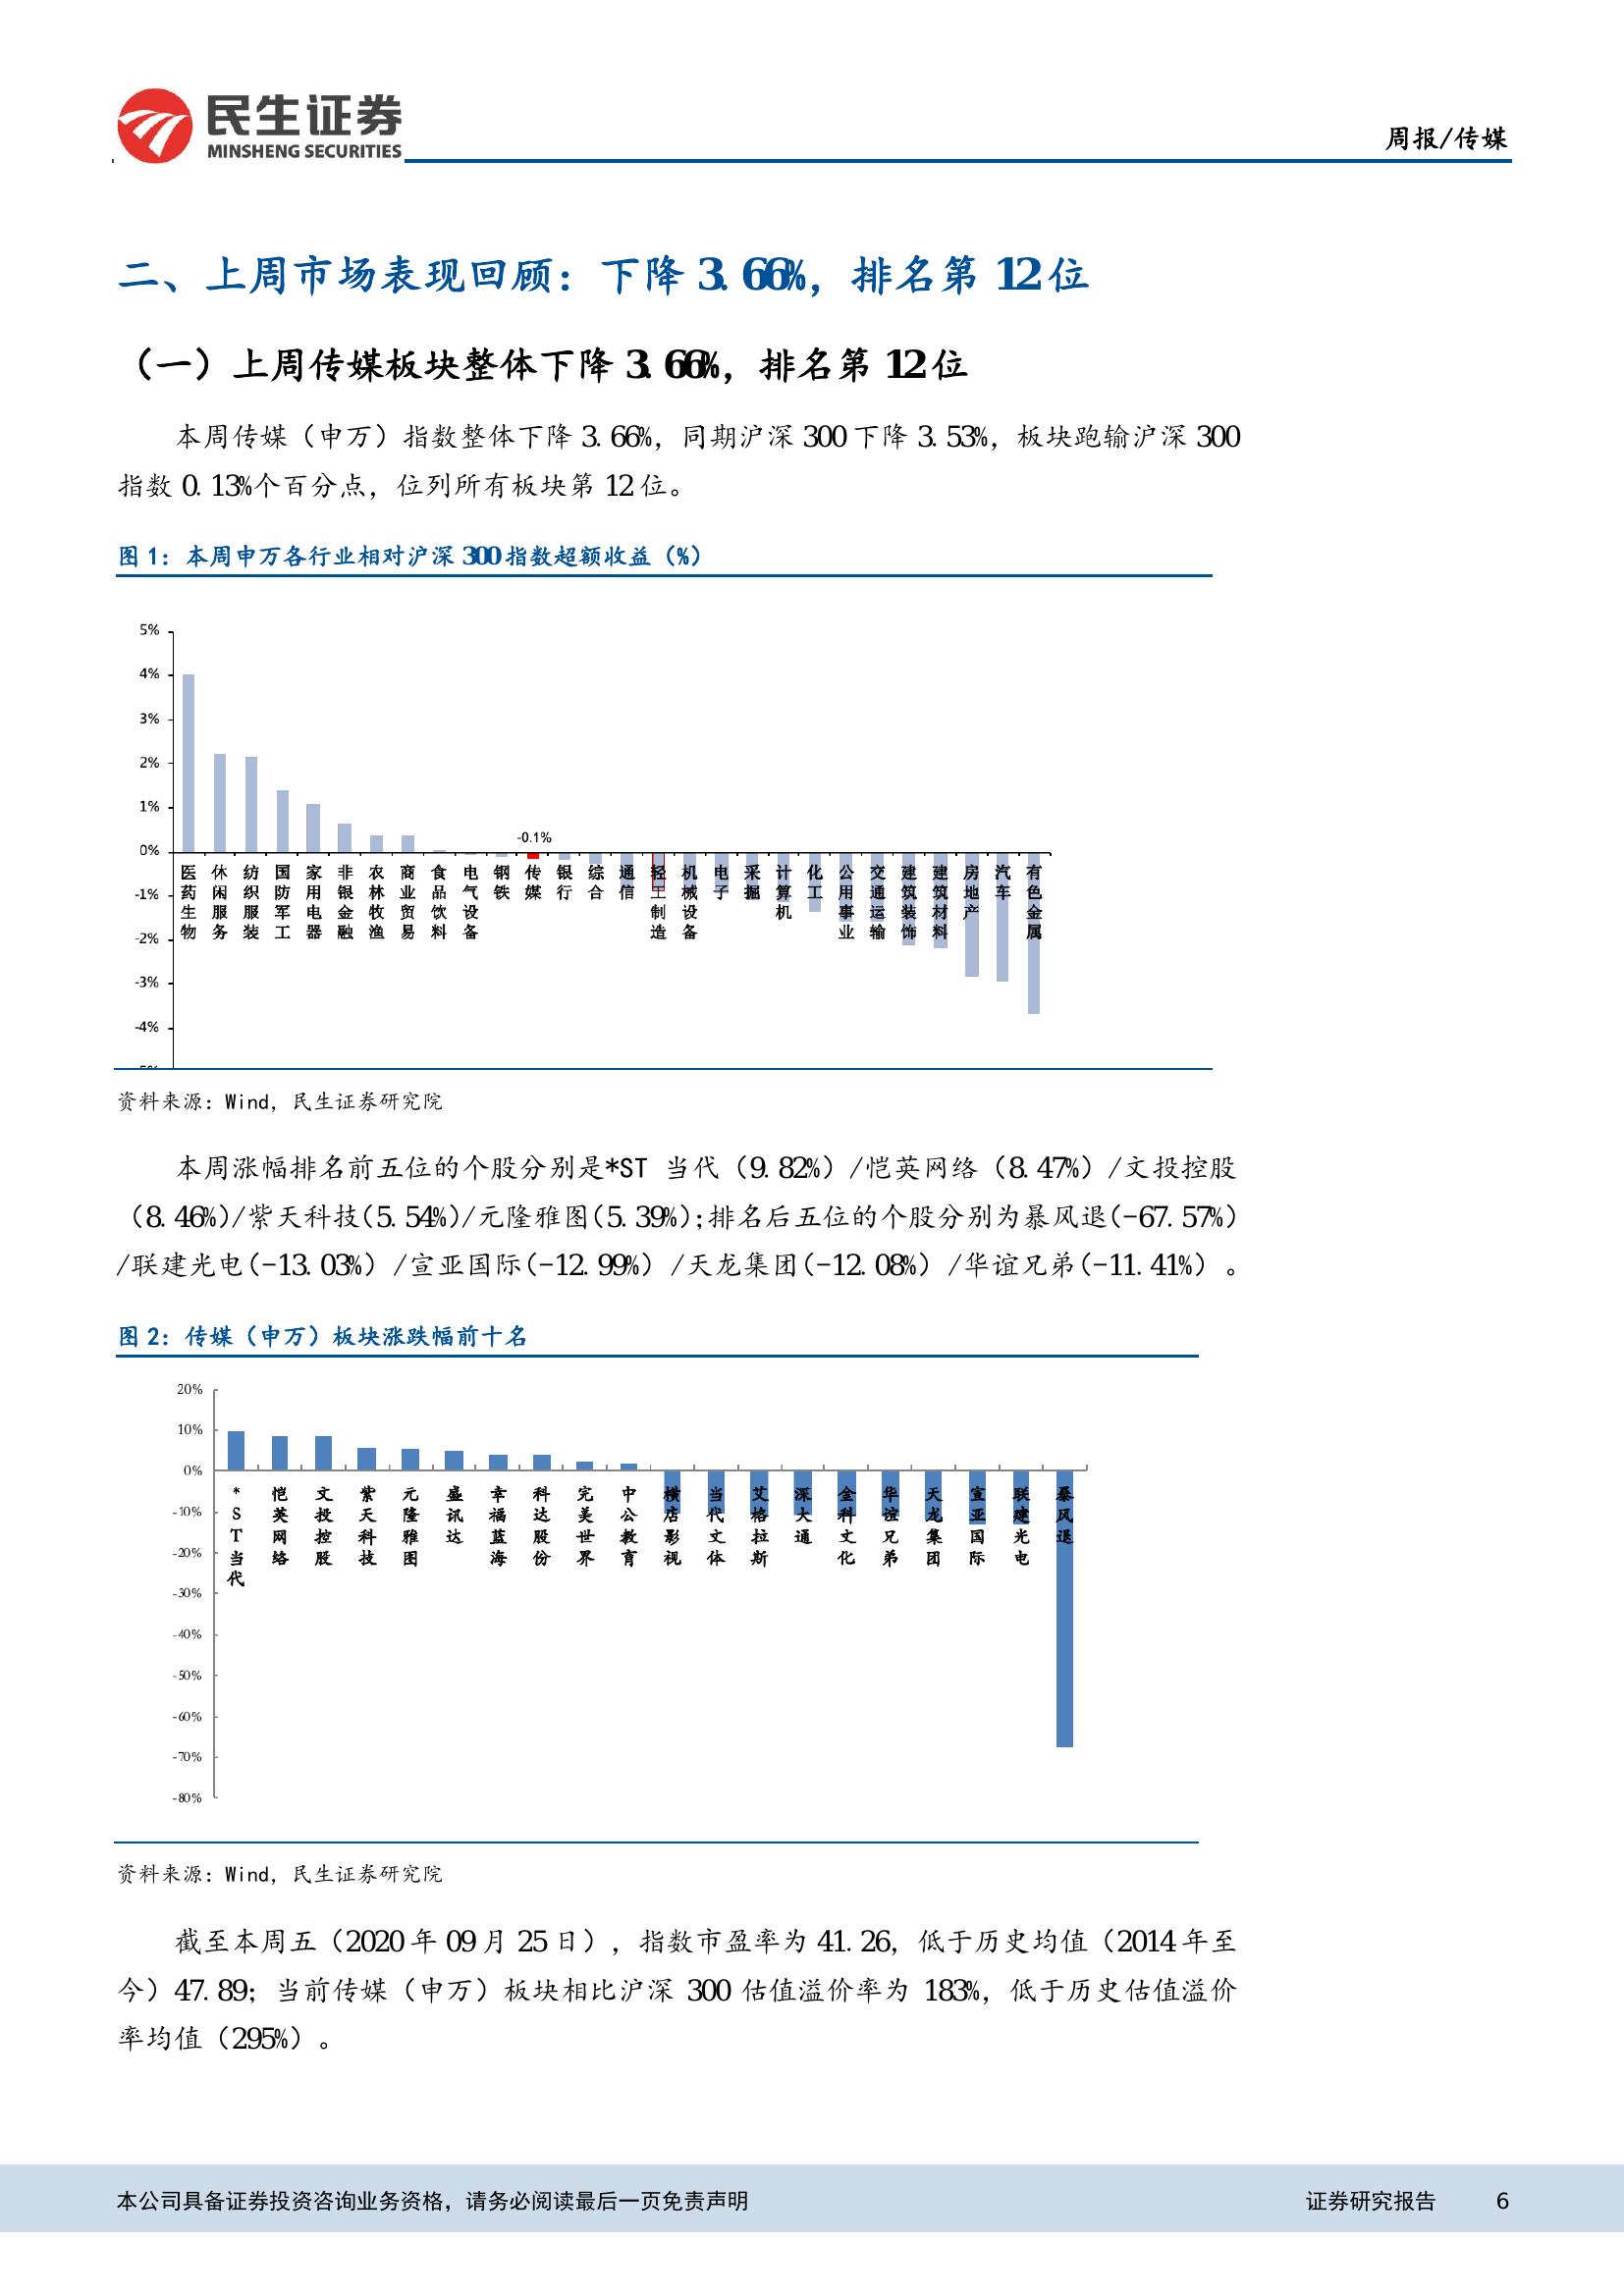 民生证券
MINSHENG SECURITIES
周报/传媒
二、上周市场表现回顾：下降 3.66%，排名第 12 位
（一）上周传媒板块整体下降 3.66%，排名第 12 位
本周传媒（申万）指数整体下降 3.66%，同期沪深 300 下降 3.53%，板块跑输沪深 300
指数 0.13%个百分点，位列所有板块第 12 位。
图 1：本周申万各行业相对沪深 300 指数超额收益（%）
5%
4%
3%
2%
1%
0%
-1%
-2%
-3%
-4%
-0.1%
医药生物
休闲服务
纺织服装
国防军工
家用电器
非银金融
农林牧渔
商业贸易
食品饮料
电气设备
钢铁
传媒
银行
综合
通信
轻工制造
机械设备
电子
采掘
计算机
化工
公用事业
交通运输
建筑装饰
建筑材料
房地产
汽车
有色金属
资料来源：Wind，民生证券研究院
本周涨幅排名前五位的个股分别是*ST 当代（9.82%）/恺英网络（8.47%）/文投控股
（8.46%)/紫天科技(5.54%)/元隆雅图(5.39%);排名后五位的个股分别为暴风退(-67.57%)
/联建光电(-13.03%) /宣亚国际(-12.99%) /天龙集团(-12.08%) /华谊兄弟(-11.41%) 。
图 2：传媒（申万）板块涨跌幅前十名
20%
10%
0%
-10%
-20%
-30%
-40%
-50%
-60%
-70%
-80%
*ST当代
恺英网络
文投控股
紫天科技
元隆雅图
盛讯达
幸福蓝海
科达股份
完美世界
中公教育
横店影视
当代文体
艾格拉斯
深大通
金科文化
华谊兄弟
天龙集团
宣亚国际
联建光电
暴风退
资料来源：Wind，民生证券研究院
截至本周五（2020 年 09 月 25 日），指数市盈率为 41.26，低于历史均值（2014 年至
今）47.89；当前传媒（申万）板块相比沪深 300 估值溢价率为 183%，低于历史估值溢价
率均值（295%）。
本公司具备证券投资咨询业务资格，请务必阅读最后一页免责声明
证券研究报告 6